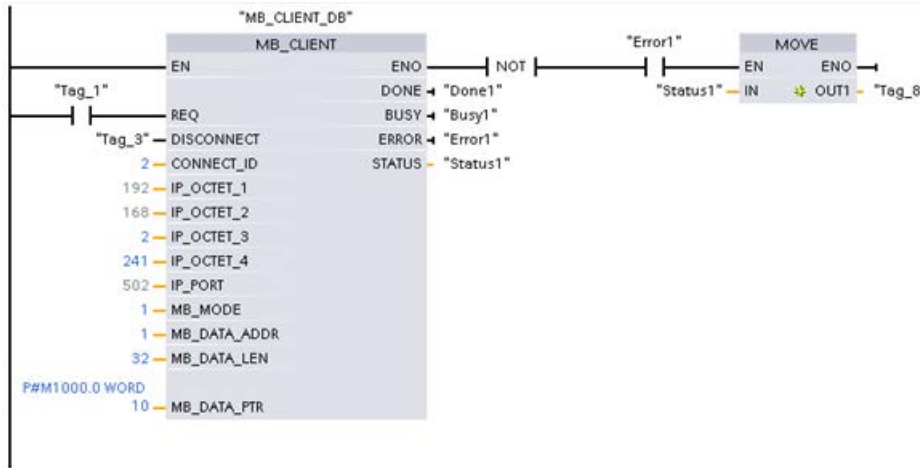 "MB_CLIENT_DB"
MB_CLIENT
EN ENO
NOT
"Error1"
MOVE
EN ENO
"Tag_1"
DONE "Done1"
"Status1" IN OUT1 "Tag_8
REQ BUSY "Busy1"
"Tag_3" DISCONNECT ERROR "Error1"
2 CONNECT_ID STATUS "Status1"
192 IP_OCTET_1
168 IP_OCTET_2
2 IP_OCTET_3
241 IP_OCTET_4
502 IP_PORT
1 MB_MODE
1 MB_DATA_ADDR
32 MB_DATA_LEN
P#M1000.0 WORD
10 MB_DATA_PTR